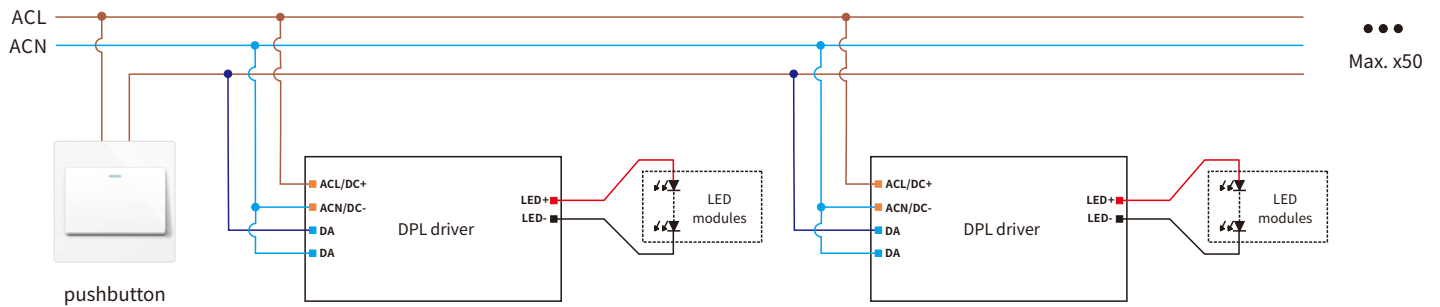 ACL
ACN
•••
Max. x50
pushbutton
ACL/DC+
ACN/DC-
DA
DA
DPL driver
LED+
LED-
LED
modules
ACL/DC+
ACN/DC-
DA
DA
DPL driver
LED+
LED-
LED
modules